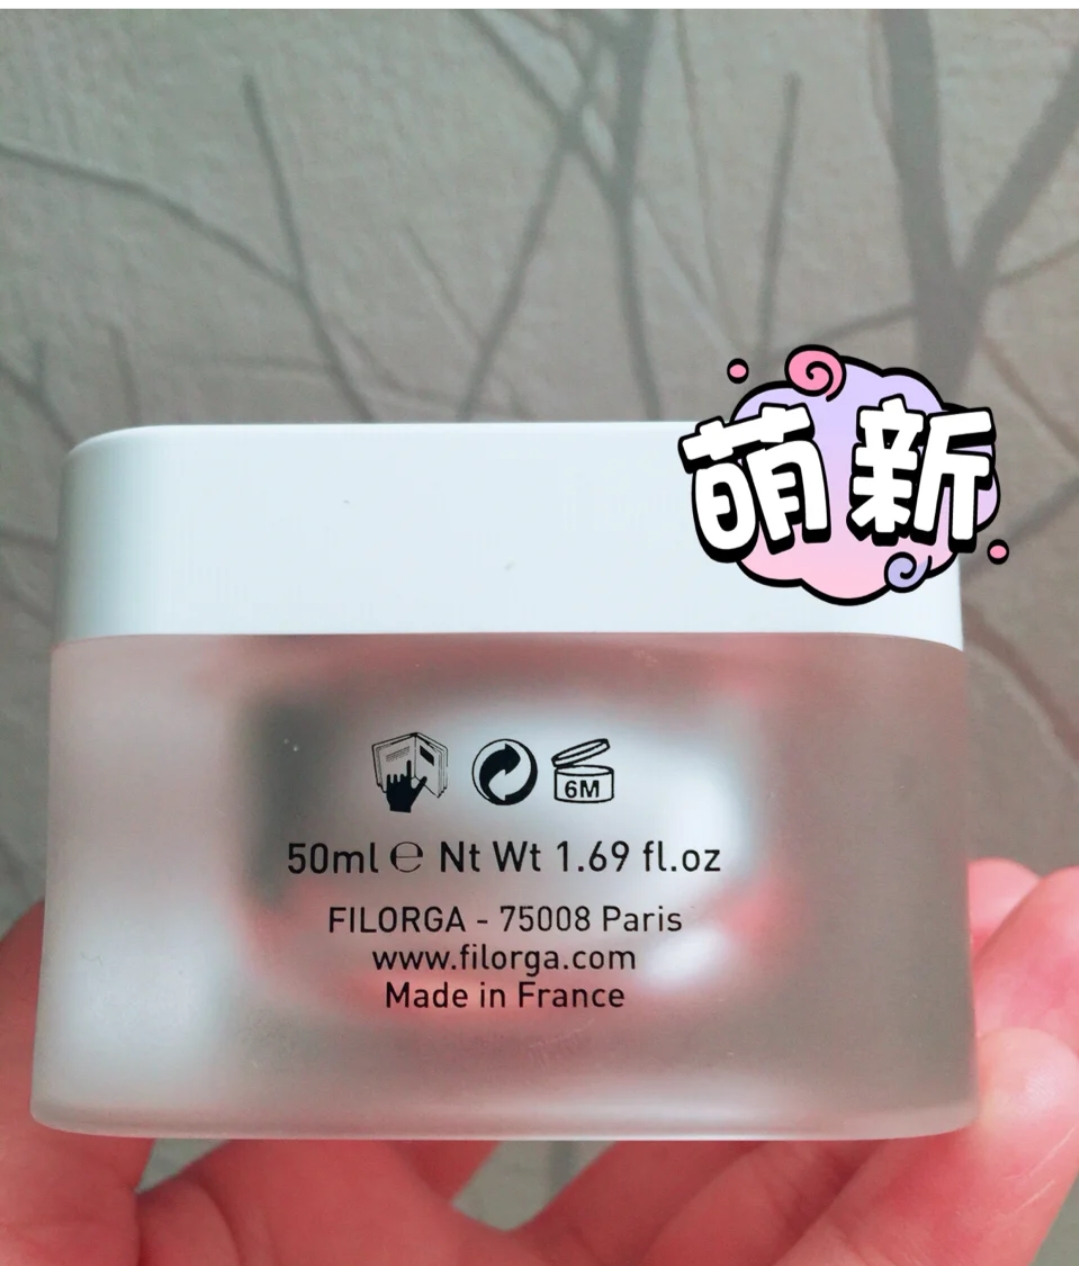 萌新
6M
50ml ℮ Nt Wt 1.69 fl.oz
FILORGA - 75008 Paris
www.filorga.com
Made in France